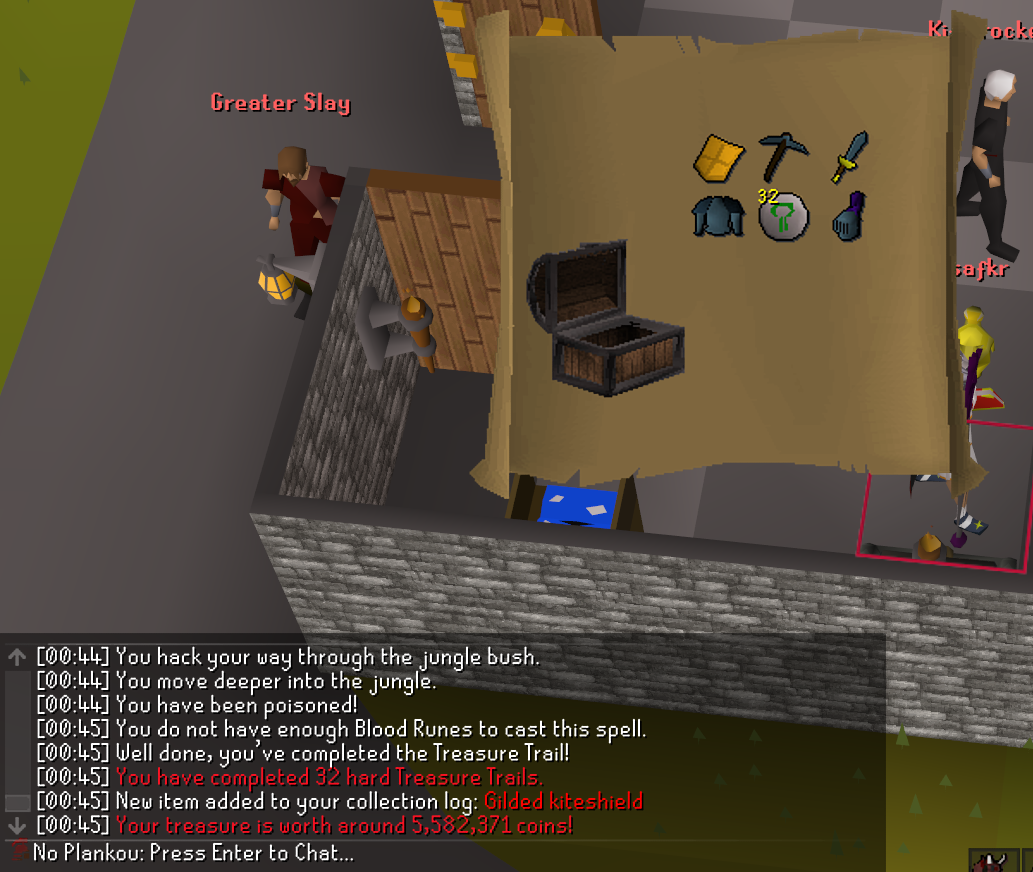 Greater Slay
32
[00:44] You hack your way through the jungle bush.
[00:44] You move deeper into the jungle.
[00:44] You have been poisoned!
[00:45] You do not have enough Blood Runes to cast this spell.
[00:45] Well done, you've completed the Treasure Trail!
[00:45] You have completed 32 hard Treasure Trails.
[00:45] New item added to your collection log: Gilded kiteshield
[00:45] Your treasure is worth around 5,582,371 coins!
No Plankou: Press Enter to Chat...